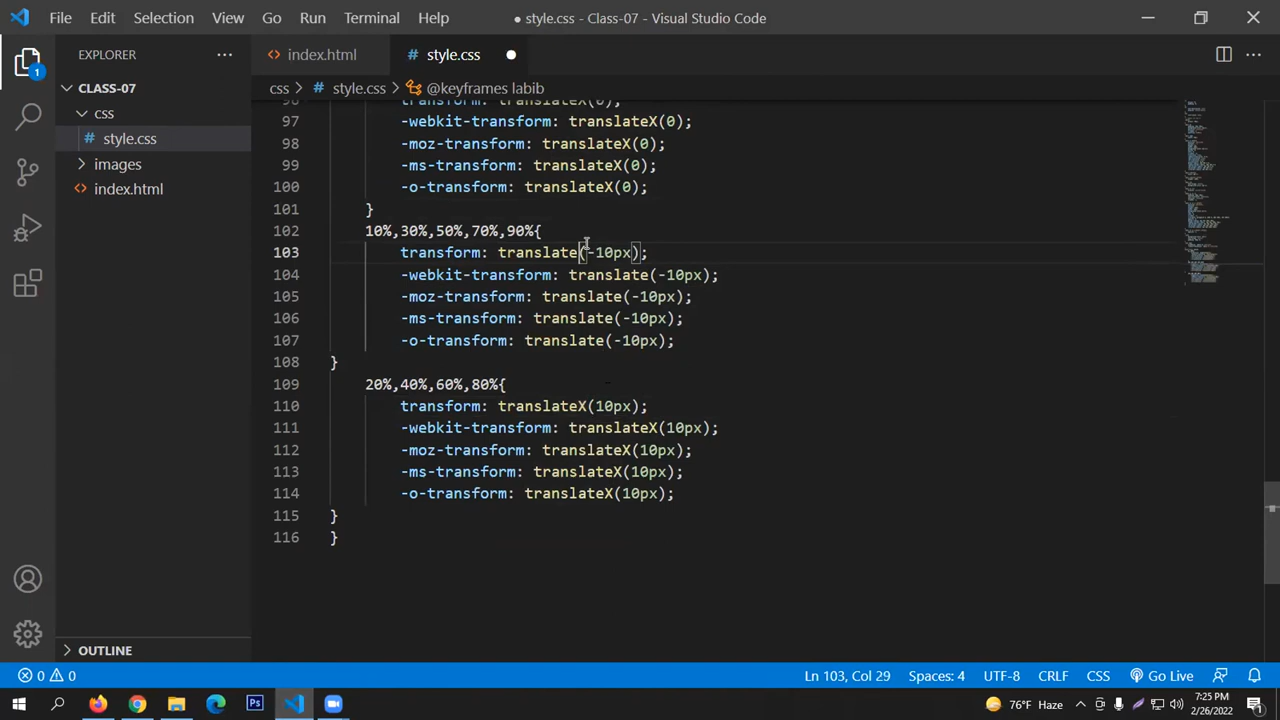 File Edit Selection View Go Run Terminal Help
● style.css - Class-07 - Visual Studio Code
EXPLORER
index.html
# style.css
CLASS-07
css > # style.css > @keyframes labib
css
# style.css
images
index.html
96 transform: translateX(0);
97 -webkit-transform: translateX(0);
98 -moz-transform: translateX(0);
99 -ms-transform: translateX(0);
100 -o-transform: translateX(0);
101 }
102 10%,30%,50%,70%,90%{
103 transform: translate(-10px);
104 -webkit-transform: translate(-10px);
105 -moz-transform: translate(-10px);
106 -ms-transform: translate(-10px);
107 -o-transform: translate(-10px);
108 }
109 20%,40%,60%,80%{
110 transform: translateX(10px);
111 -webkit-transform: translateX(10px);
112 -moz-transform: translateX(10px);
113 -ms-transform: translateX(10px);
114 -o-transform: translateX(10px);
115 }
116 }
1
OUTLINE
0 0
Ln 103, Col 29 Spaces: 4 UTF-8 CRLF CSS Go Live
Ps
76°F Haze
7:25 PM
2/26/2022